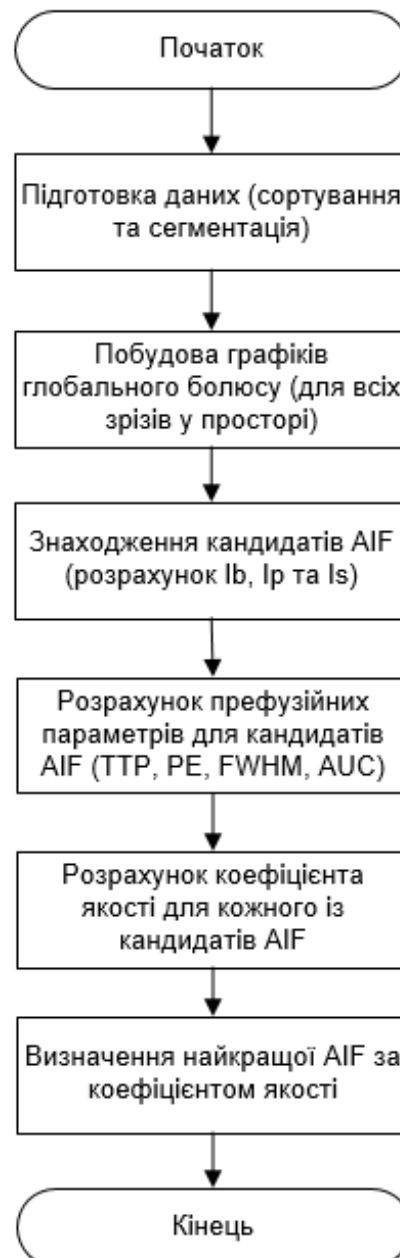 Початок
Підготовка даних (сортування
та сегментація)
Побудова графіків
глобального болюсу (для всіх
зрізів у просторі)
Знаходження кандидатів AIF
(розрахунок Ib, Ip та Is)
Розрахунок префузійних
параметрів для кандидатів
AIF (TTP, PE, FWHM, AUC)
Розрахунок коефіцієнта
якості для кожного із
кандидатів AIF
Визначення найкращої AIF за
коефіцієнтом якості
Кінець